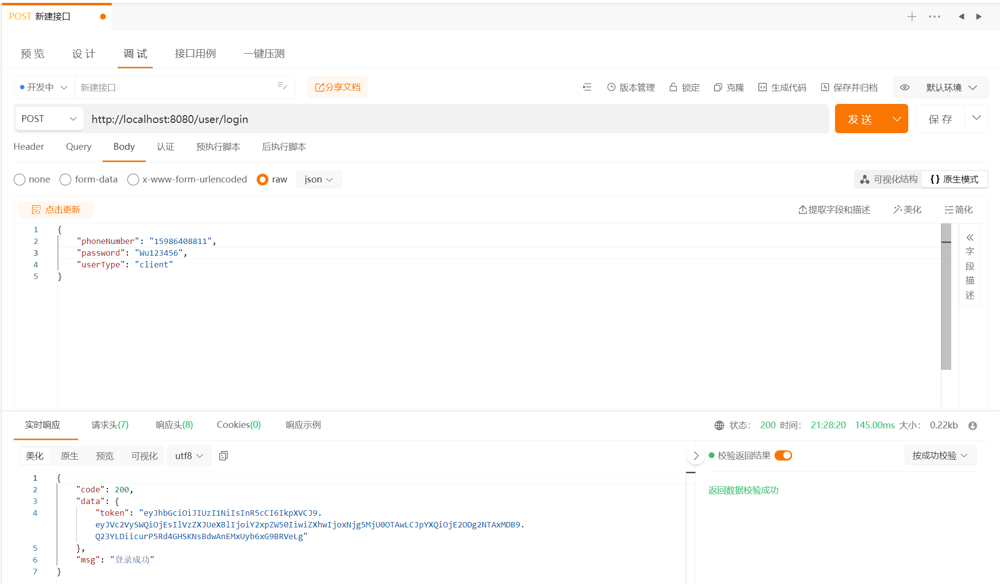 POST 新建接口
预 览 设 计 调 试 接口用例 一键压测
开发中 新建接口 分享文档 版本管理 锁定 克隆 生成代码 保存并归档 默认环境
POST http://localhost:8080/user/login 发 送 保 存
Header Query Body 认证 预执行脚本 后执行脚本
none form-data x-www-form-urlencoded raw json 可视化结构 {} 原生模式
点击更新 提取字段和描述 美化 简化
1 {
2 "phoneNumber": "15986408811",
3 "password": "Wu123456",
4 "userType": "client"
5 }
字
段
描
述
实时响应 请求头(7) 响应头(8) Cookies(0) 响应示例 状态： 200 时间： 21:28:20 145.00ms 大小： 0.22kb
美化 原生 预览 可视化 utf8 校验返回结果 按成功校验
返回数据校验成功
1 {
2 "code": 200,
3 "data": {
4 "token": "eyJhbGciOiJIUzI1NiIsInR5cCI6IkpXVCJ9.
eyJVc2VySWQiOjEsIlVzZXJUeXBlIjoiY2xpZW50IiwiZXhwIjoxNjg5MjU0OTAwLCJpYXQiOjE2ODg2NTAxMDB9.
Q23YLDiicurP5Rd4GHSKNsBdwAnEMxUyb6xG9BRVeLg"
5 },
6 "msg": "登录成功"
7 }